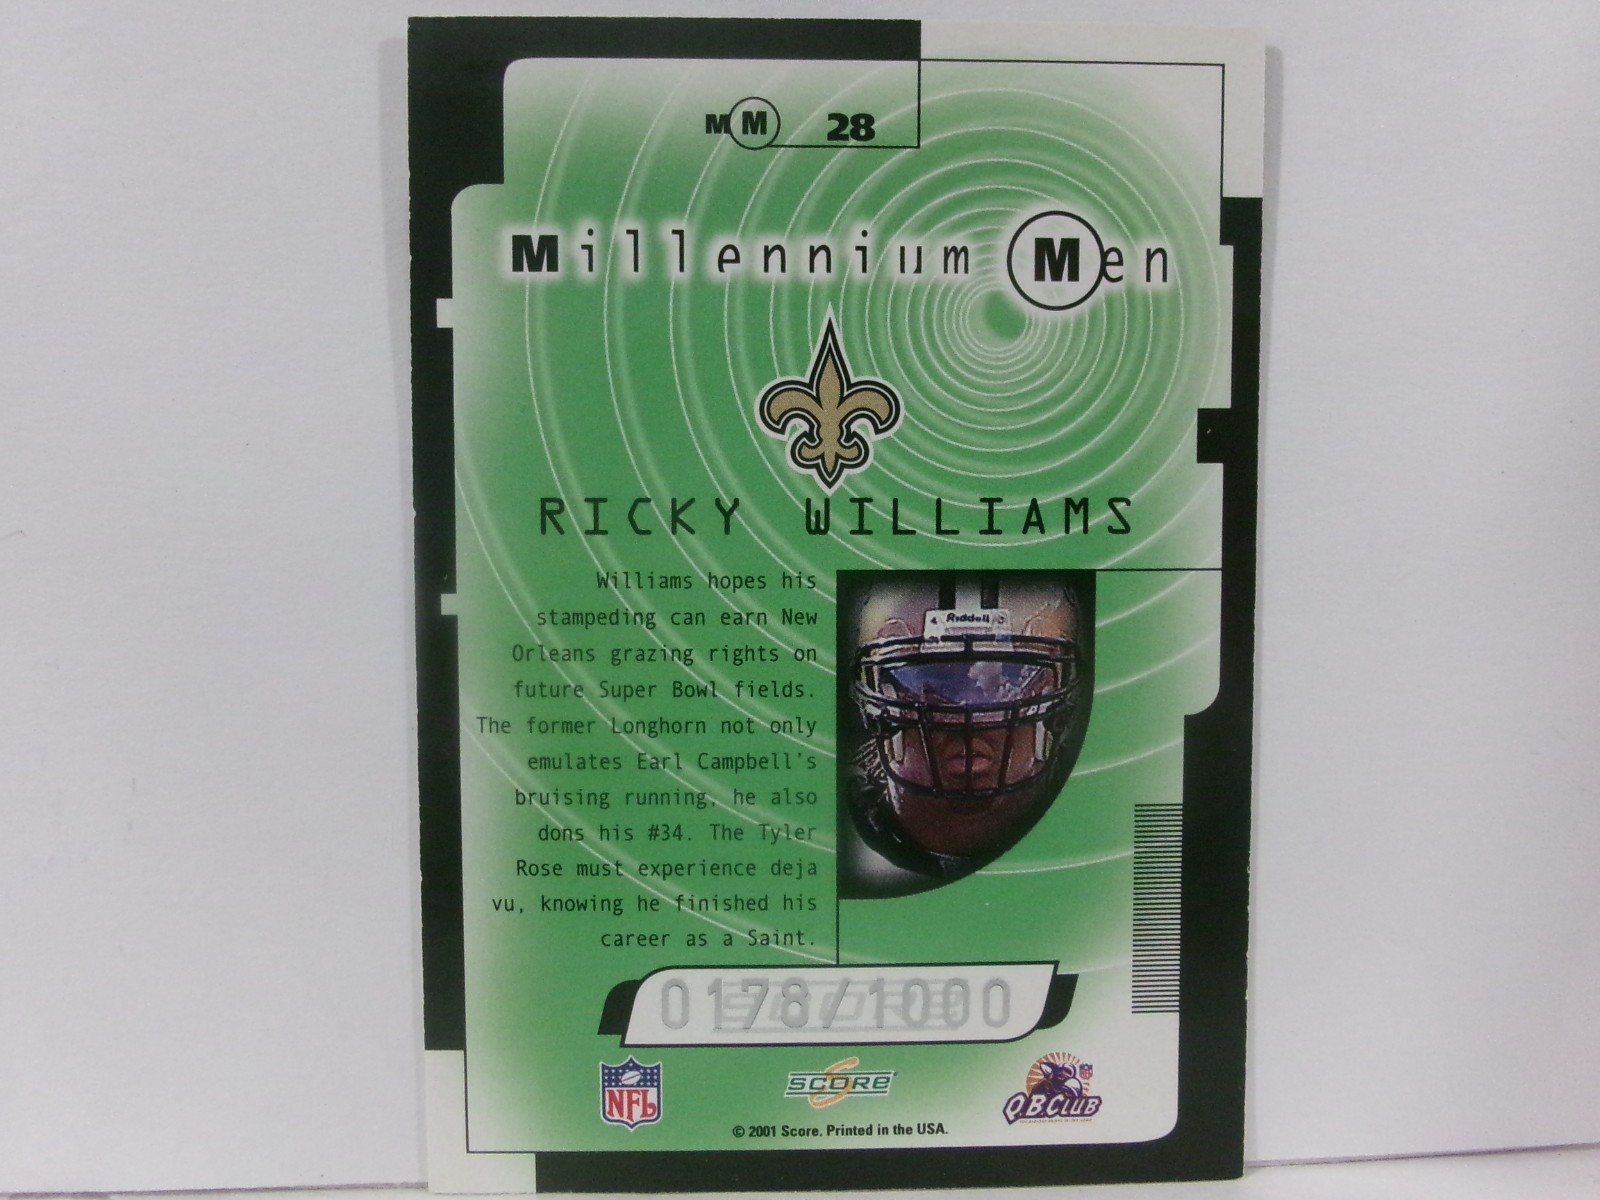 MM 28
Millennium Men
RICKY WILLIAMS
Williams hopes his
stampeding can earn New
Orleans grazing rights on
future Super Bowl fields.
The former Longhorn not only
emulates Earl Campbell's
bruising running, he also
dons his #34. The Tyler
Rose must experience deja
vu, knowing he finished his
career as a Saint.
Riddell
SCORE
0178/1000
NFL
SCORE
Q.B.CLUB
© 2001 Score. Printed in the USA.